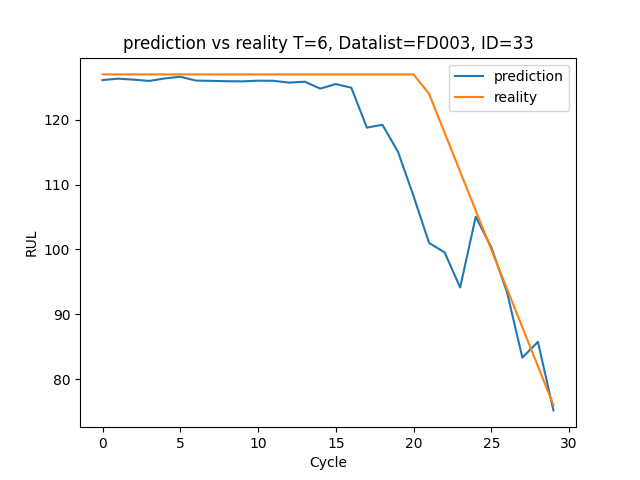 prediction vs reality T=6, Datalist=FD003, ID=33
prediction
reality
120
110
100
90
80
RUL
0 5 10 15 20 25 30
Cycle